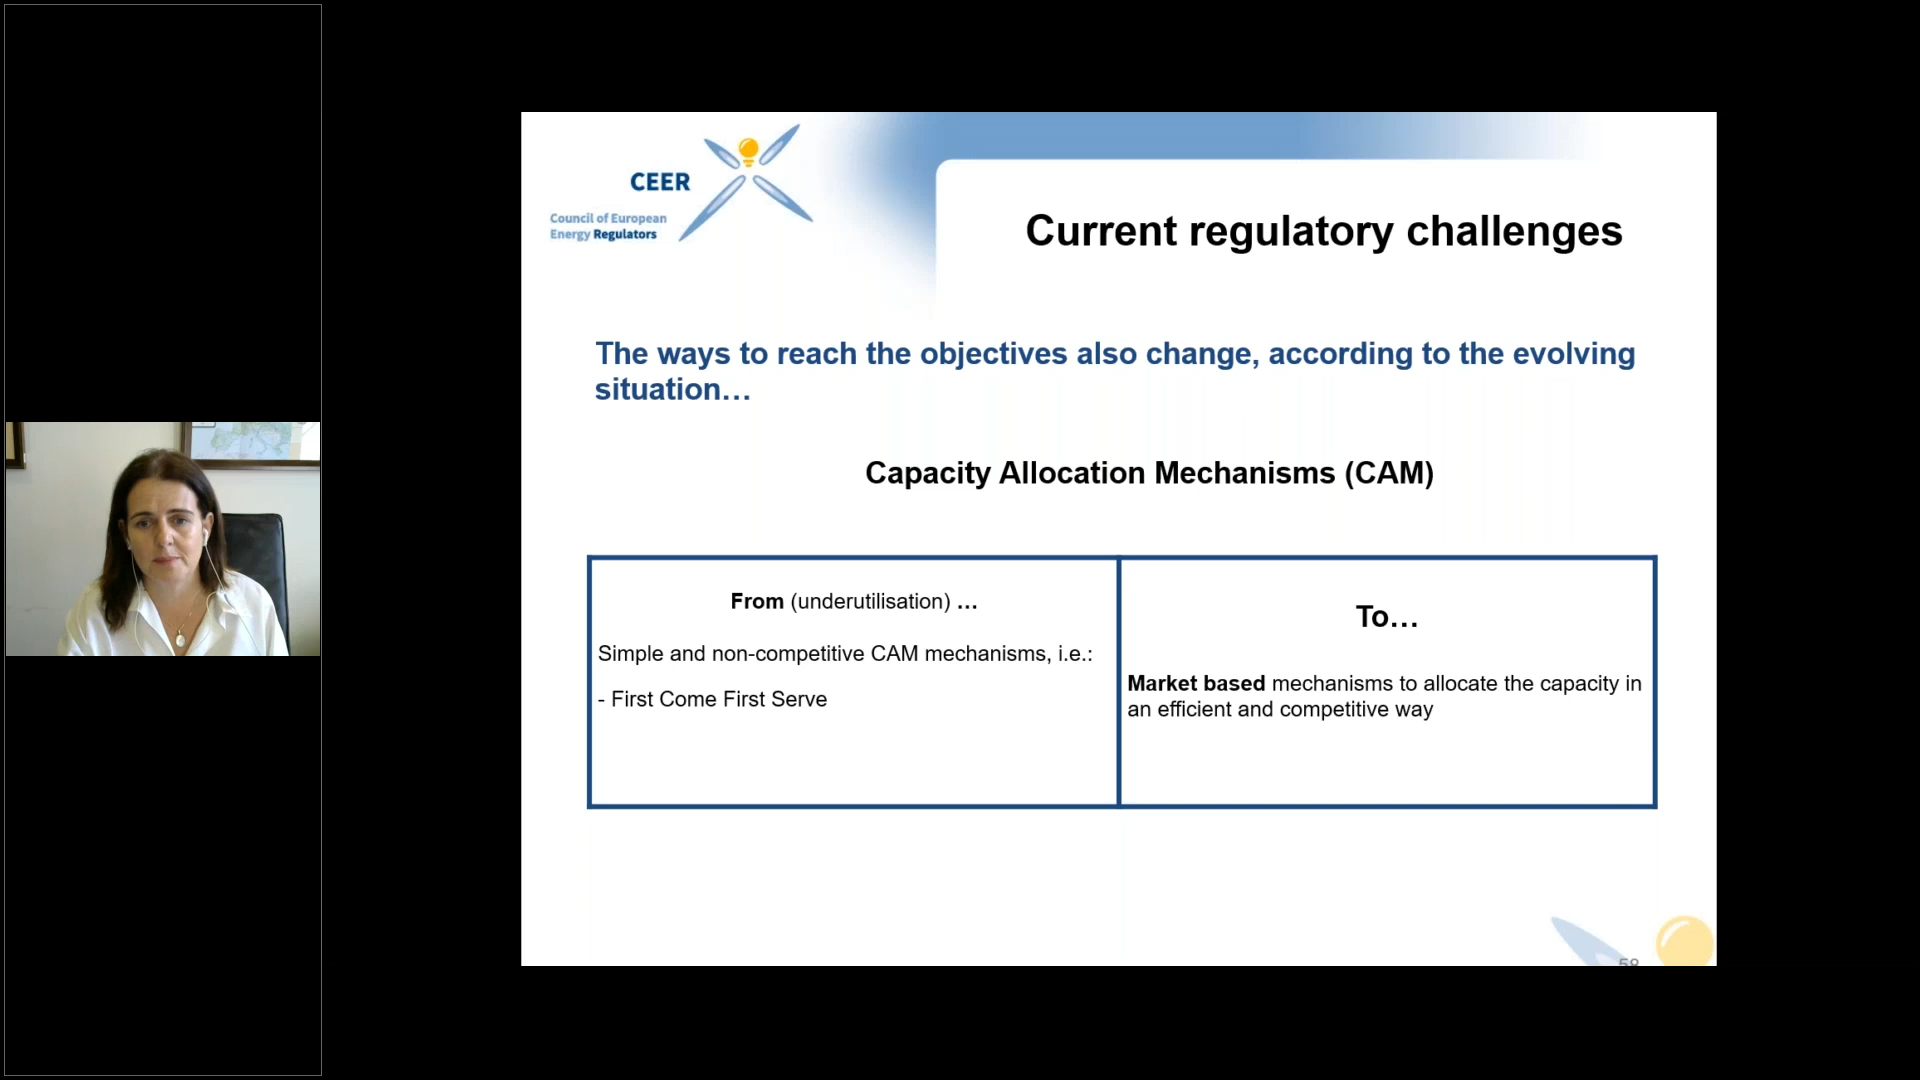 CEER
Council of European
Energy Regulators
Current regulatory challenges
The ways to reach the objectives also change, according to the evolving
situation…
Capacity Allocation Mechanisms (CAM)
From (underutilisation) …
Simple and non-competitive CAM mechanisms, i.e.:
- First Come First Serve
To…
Market based mechanisms to allocate the capacity in
an efficient and competitive way
58